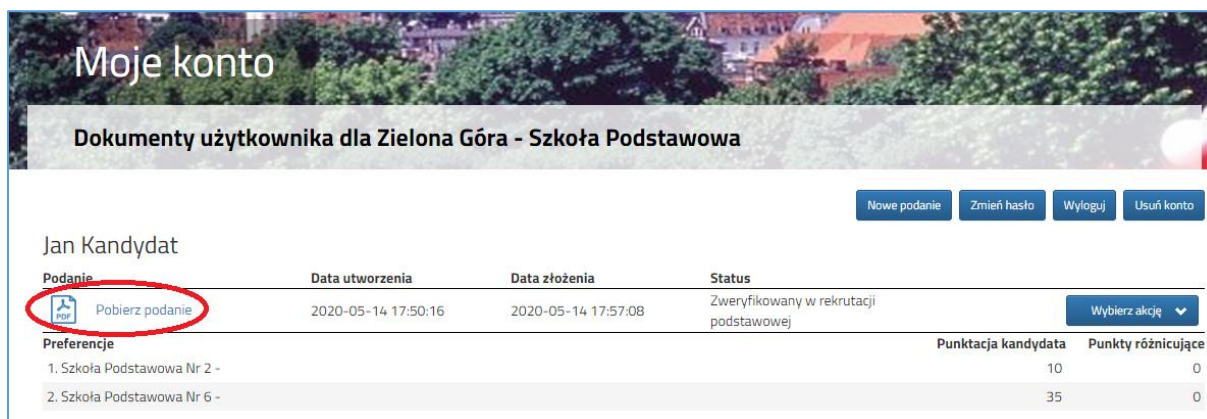 Moje konto
Dokumenty użytkownika dla Zielona Góra - Szkoła Podstawowa
Nowe podanie Zmień hasło Wyloguj Usuń konto
Jan Kandydat
Podanie Data utworzenia Data złożenia Status
PDF Pobierz podanie 2020-05-14 17:50:16 2020-05-14 17:57:08 Zweryfikowany w rekrutacji
podstawowej Wybierz akcję
Preferencje Punktacja kandydata Punkty różnicujące
1. Szkoła Podstawowa Nr 2 - 10 0
2. Szkoła Podstawowa Nr 6 - 35 0